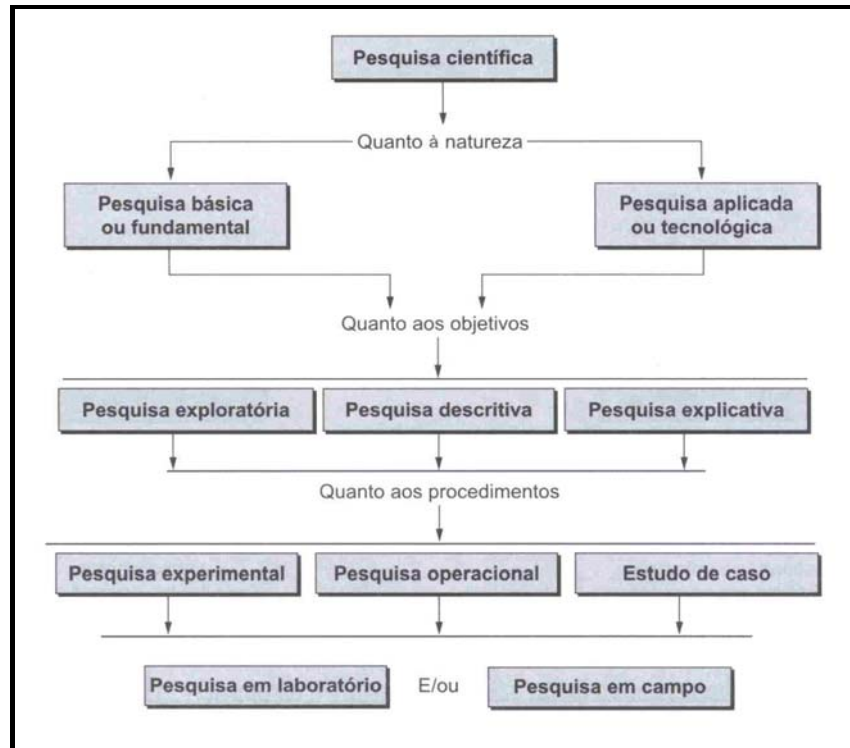 Pesquisa científica
Quanto à natureza
Pesquisa básica
ou fundamental
Pesquisa aplicada
ou tecnológica
Quanto aos objetivos
Pesquisa exploratória
Pesquisa descritiva
Pesquisa explicativa
Quanto aos procedimentos
Pesquisa experimental
Pesquisa operacional
Estudo de caso
Pesquisa em laboratório
E/ou
Pesquisa em campo